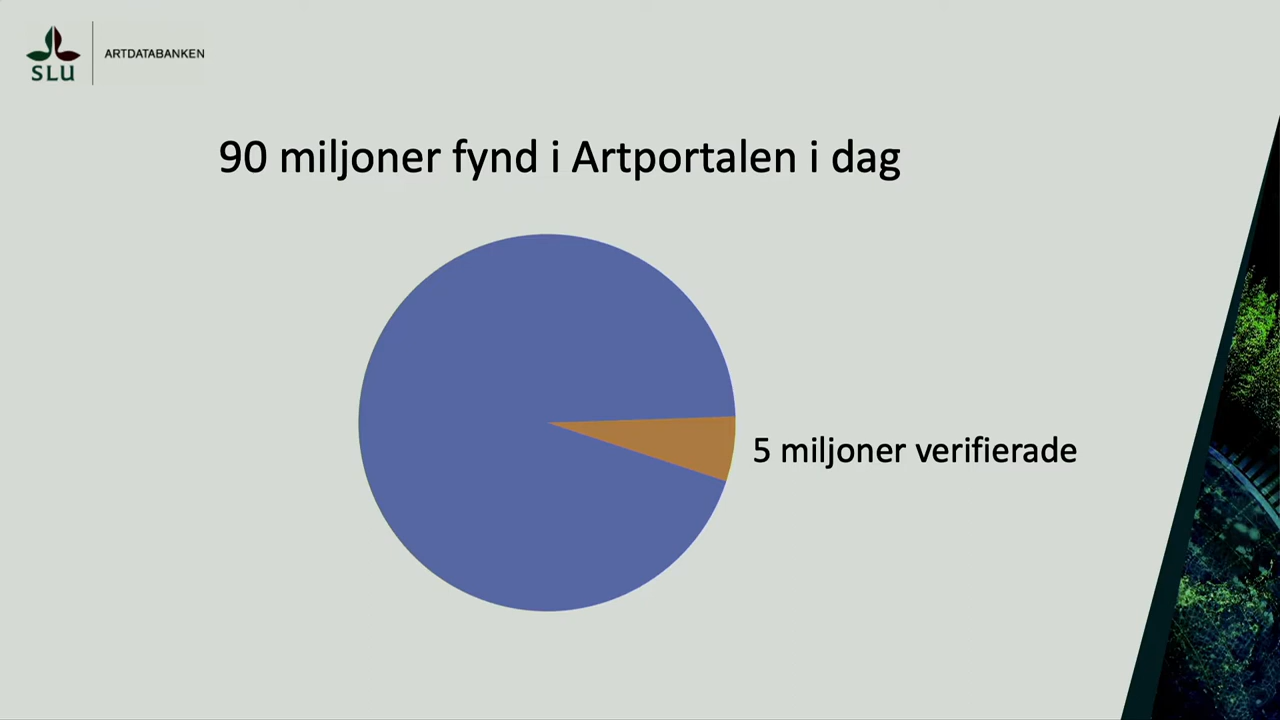 SLU
ARTDATABANKEN
90 miljoner fynd i Artportalen i dag
5 miljoner verifierade